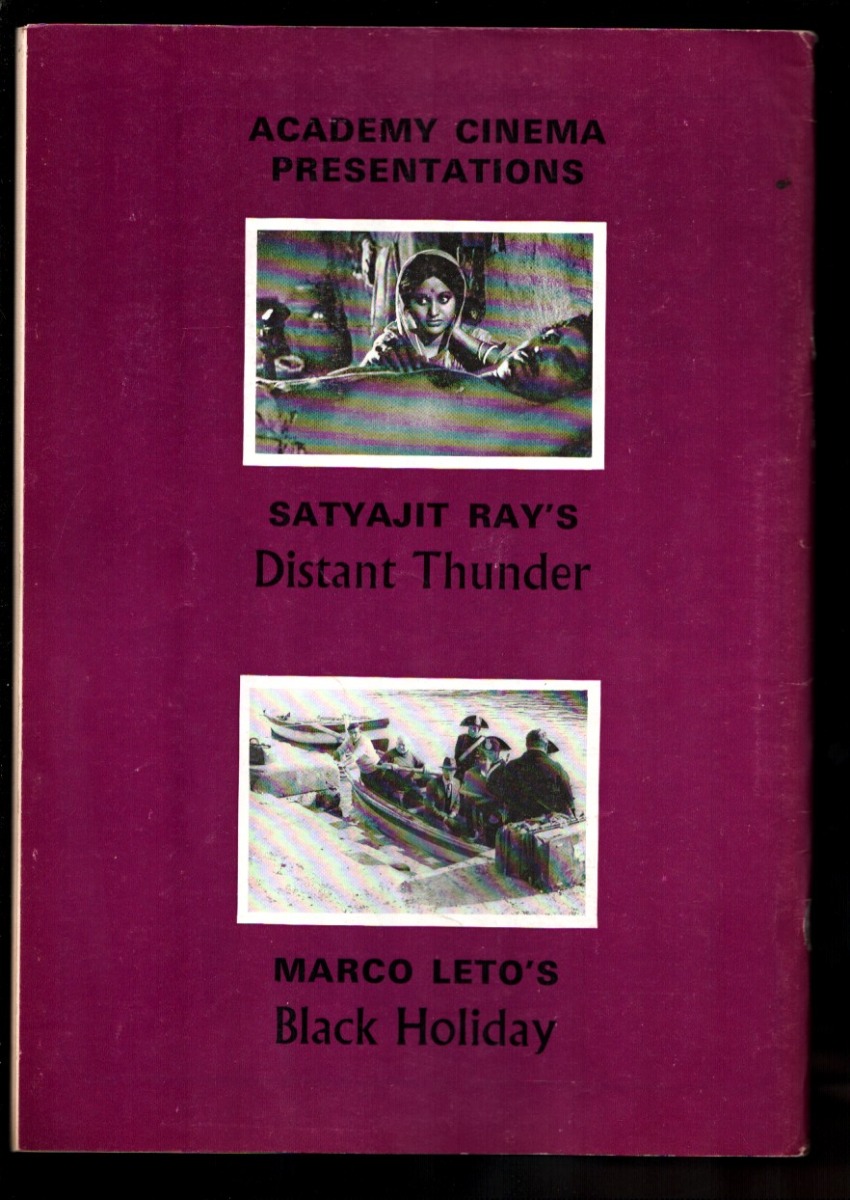 ACADEMY CINEMA
PRESENTATIONS
SATYAJIT RAY'S
Distant Thunder
MARCO LETO'S
Black Holiday